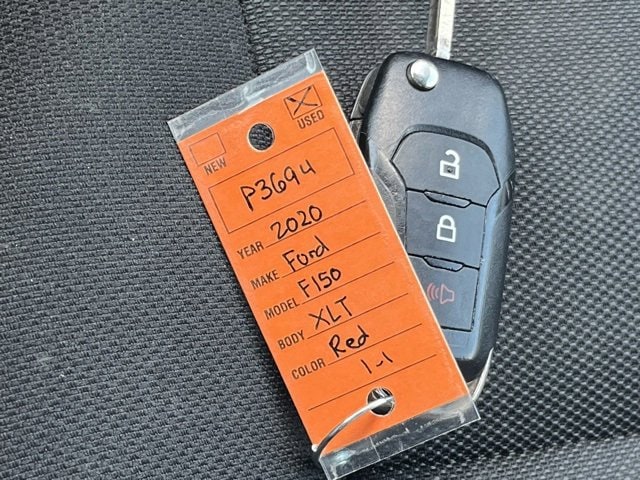 NEW USED
P3694
YEAR 2020
MAKE Ford
MODEL F150
BODY XLT
COLOR Red
1-1